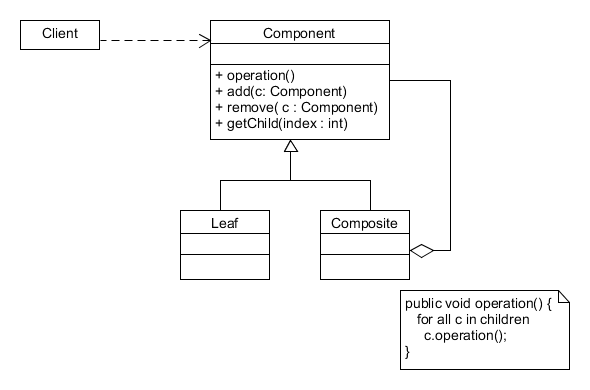 Client
Component
+ operation()
+ add(c: Component)
+ remove( c : Component)
+ getChild(index : int)
Leaf
Composite
public void operation() {
for all c in children
c.operation();
}